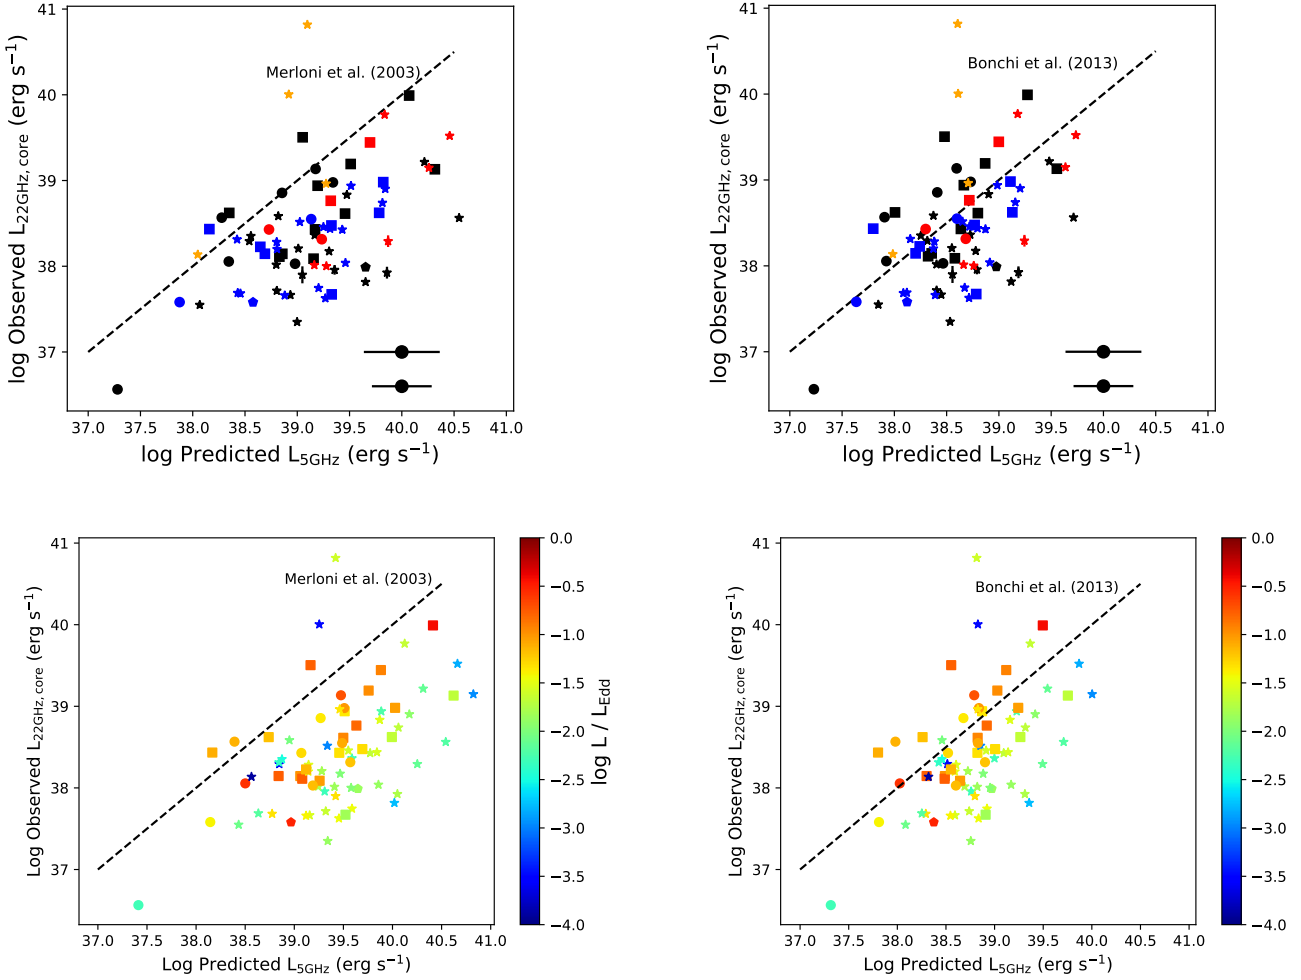 41
40
39
38
37
log Observed L22GHz, core (erg s−1)
Merloni et al. (2003)
37.0 37.5 38.0 38.5 39.0 39.5 40.0 40.5 41.0
log Predicted L5GHz (erg s−1)
41
40
39
38
37
log Observed L22GHz, core (erg s−1)
Bonchi et al. (2013)
37.0 37.5 38.0 38.5 39.0 39.5 40.0 40.5 41.0
log Predicted L5GHz (erg s−1)
41
40
39
38
37
Log Observed L22GHz, core (erg s−1)
Merloni et al. (2003)
37.0 37.5 38.0 38.5 39.0 39.5 40.0 40.5 41.0
Log Predicted L5GHz (erg s−1)
0.0
−0.5
−1.0
−1.5
−2.0
−2.5
−3.0
−3.5
−4.0
log L / LEdd
41
40
39
38
37
Log Observed L22GHz, core (erg s−1)
Bonchi et al. (2013)
37.0 37.5 38.0 38.5 39.0 39.5 40.0 40.5 41.0
Log Predicted L5GHz (erg s−1)
0.0
−0.5
−1.0
−1.5
−2.0
−2.5
−3.0
−3.5
−4.0